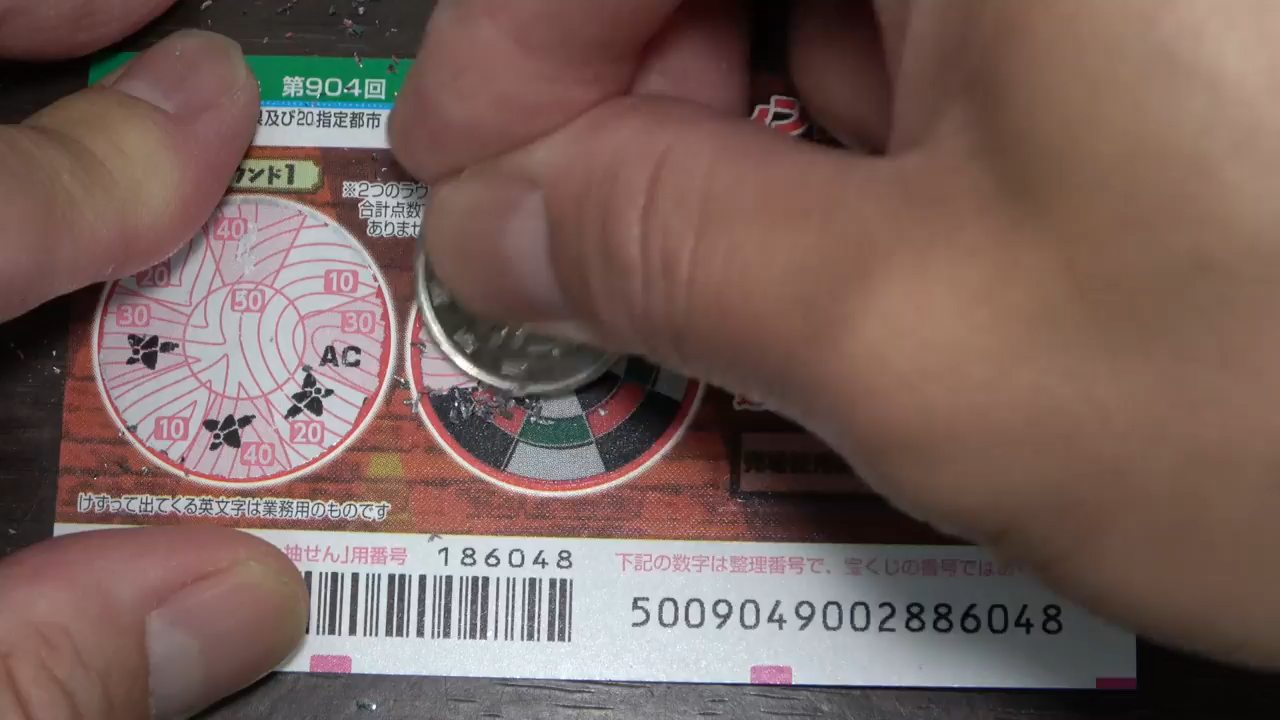 第904回
及び20指定都市
ウンド1
※2つのラウ
合計点数
ありませ
40
20
10
50
30
30
AC
10
20
40
けずって出てくる英文字は業務用のものです
抽せん」用番号
186048
下記の数字は整理番号で、宝くじの番号ではあ
5009049002886048